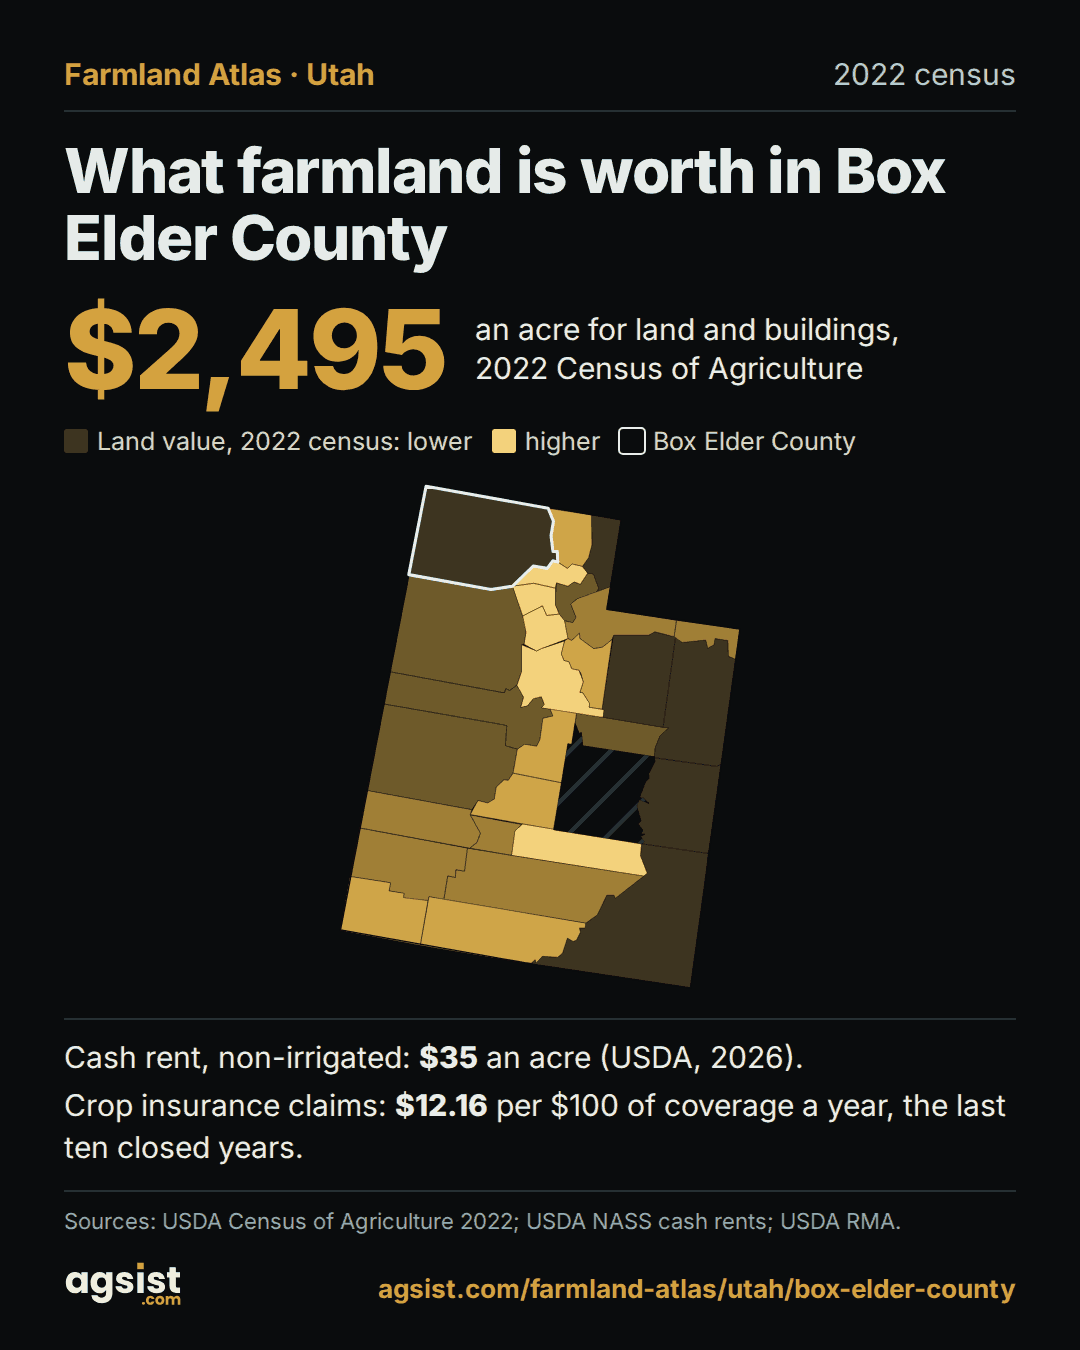 Farmland Atlas · Utah
2022 census
What farmland is worth in Box
Elder County
$2,495
an acre for land and buildings,
2022 Census of Agriculture
Land value, 2022 census: lower
higher
Box Elder County
Cash rent, non-irrigated: $35 an acre (USDA, 2026).
Crop insurance claims: $12.16 per $100 of coverage a year, the last
ten closed years.
Sources: USDA Census of Agriculture 2022; USDA NASS cash rents; USDA RMA.
agsist
.com
agsist.com/farmland-atlas/utah/box-elder-county